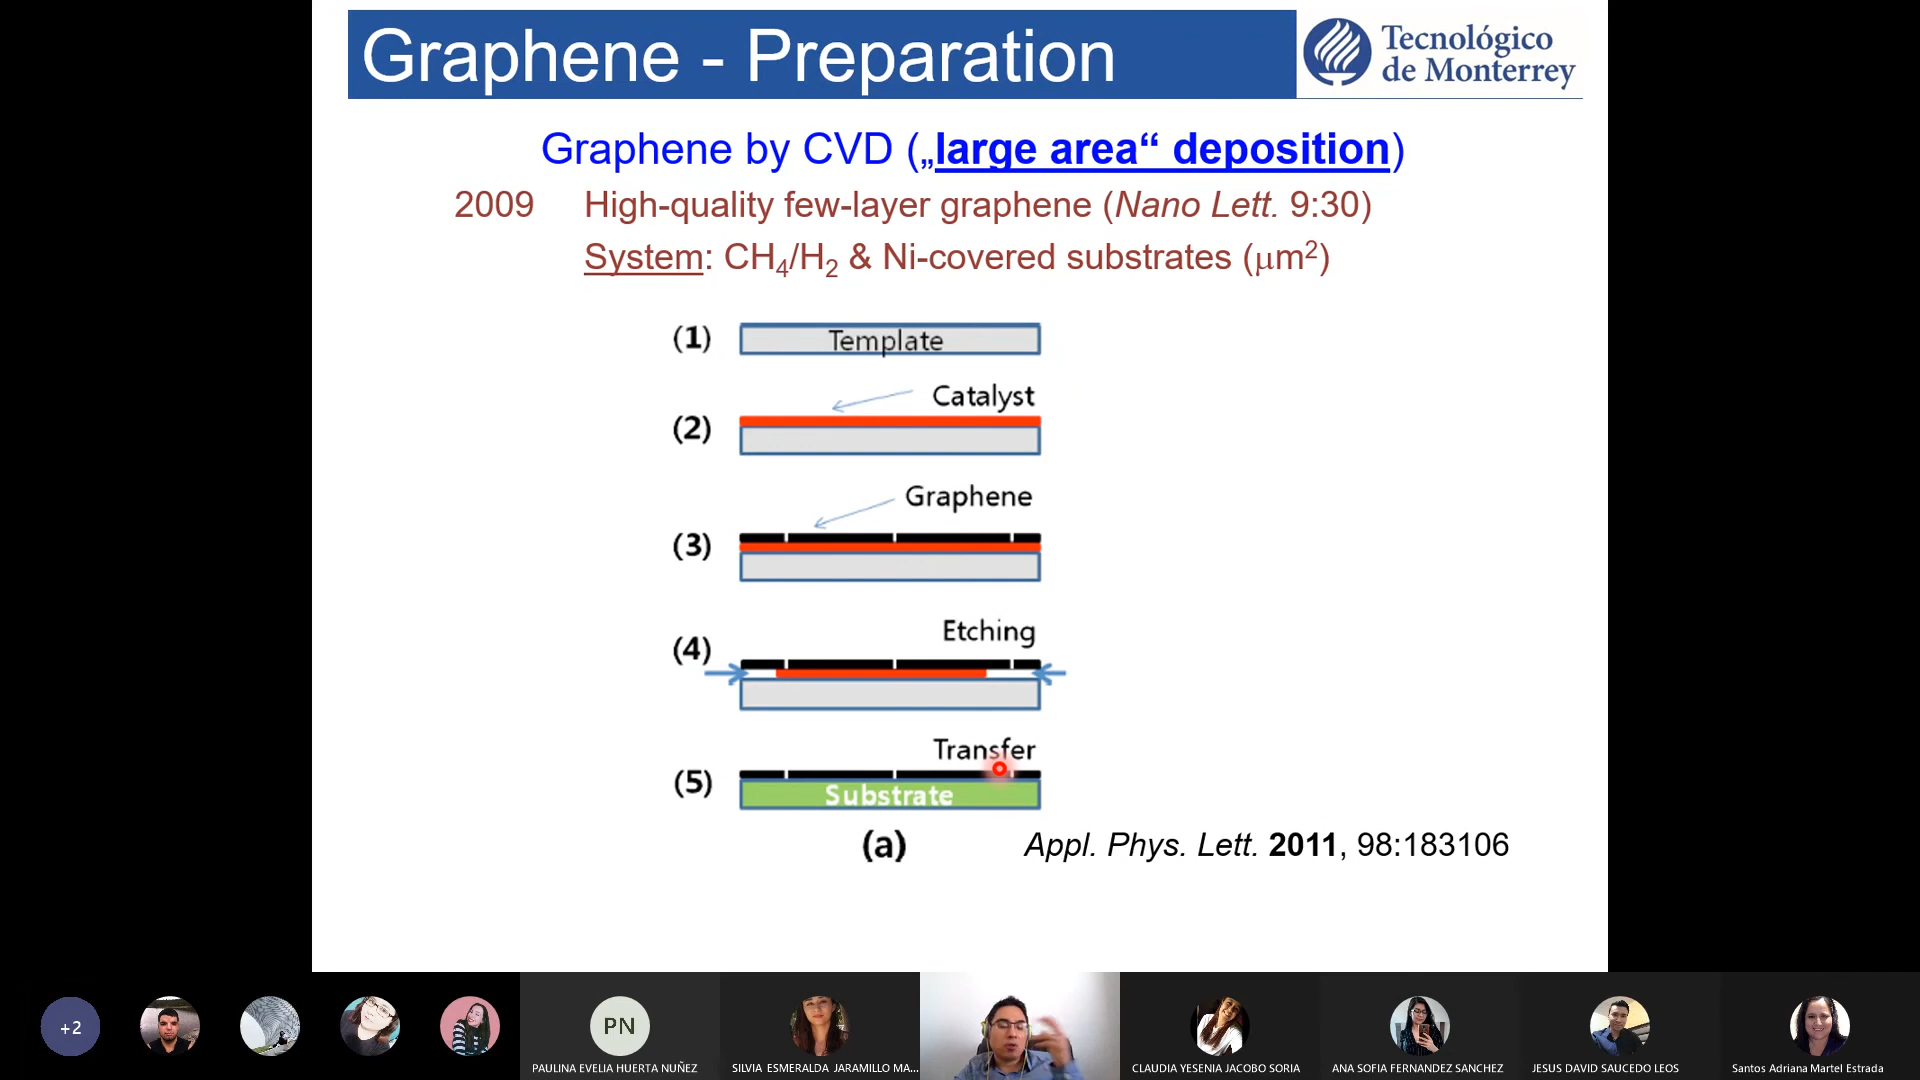 Graphene - Preparation
Tecnológico
de Monterrey
Graphene by CVD („large area“ deposition)
2009 High-quality few-layer graphene (Nano Lett. 9:30)
System: CH4/H2 & Ni-covered substrates (μm²)
(1) Template
Catalyst
(2)
Graphene
(3)
Etching
(4)
Transfer
(5) Substrate
(a)
Appl. Phys. Lett. 2011, 98:183106
+2
PN
PAULINA EVELIA HUERTA NUÑEZ
SILVIA ESMERALDA JARAMILLO MA...
CLAUDIA YESENIA JACOBO SORIA
ANA SOFIA FERNANDEZ SANCHEZ
JESUS DAVID SAUCEDO LEOS
Santos Adriana Martel Estrada